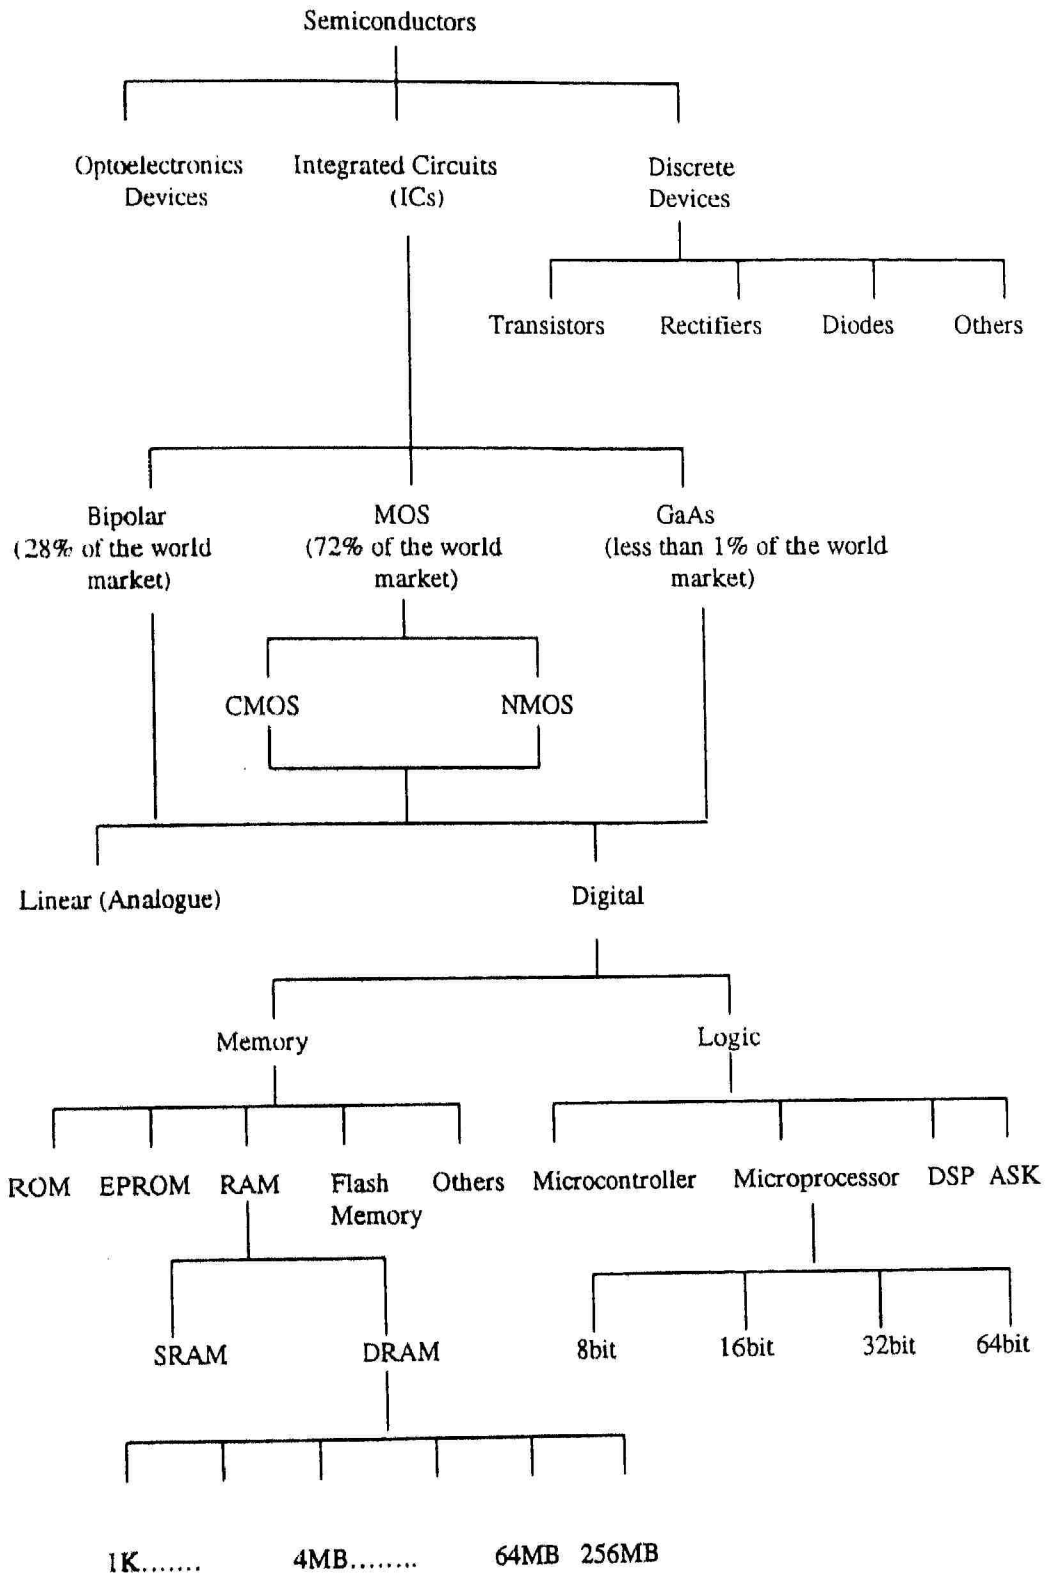 Semiconductors
Optoelectronics Integrated Circuits Discrete
Devices (ICs) Devices
Transistors Rectifiers Diodes Others
Bipolar MOS GaAs
(28% of the world (72% of the world (less than 1% of the world
market) market) market)
CMOS NMOS
Linear (Analogue) Digital
Memory Logic
ROM EPROM RAM Flash Others Microcontroller Microprocessor DSP ASK
Memory
SRAM DRAM 8bit 16bit 32bit 64bit
1K....... 4MB........ 64MB 256MB